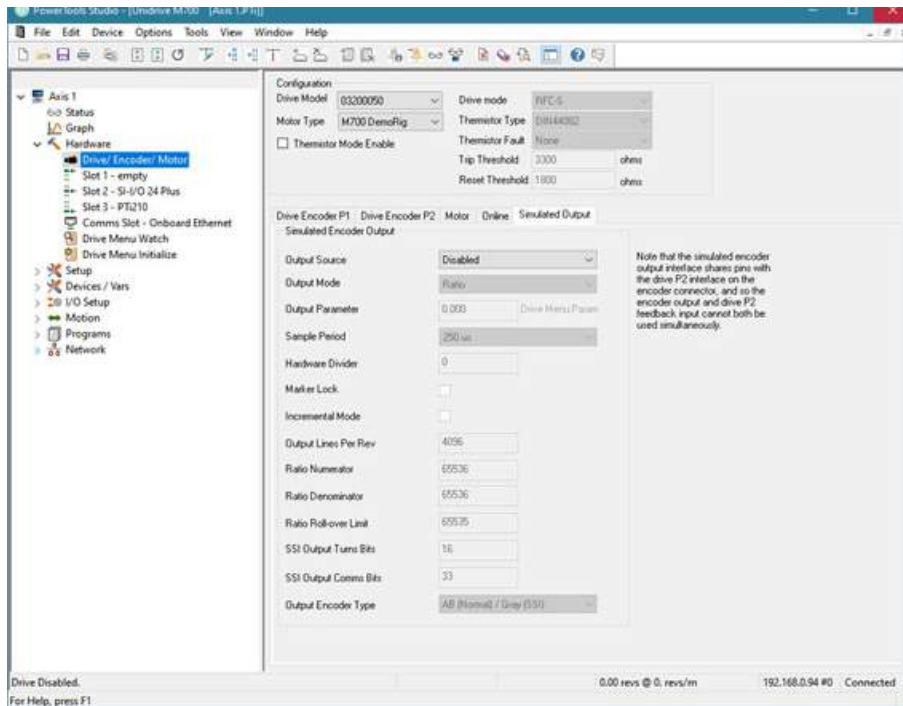 PowerTools Studio - [Unidrive M700 [Axis 1.PTi]]
File Edit Device Options Tools View Window Help
Axis 1
Status
Graph
Hardware
Drive/ Encoder/ Motor
Slot 1 - empty
Slot 2 - SI-I/O 24 Plus
Slot 3 - PTi210
Comms Slot - Onboard Ethernet
Drive Menu Watch
Drive Menu Initialize
Setup
Devices / Vars
I/O Setup
Motion
Programs
Network
Configuration
Drive Model 03200050 Drive mode RFC-S
Motor Type M700 DemoRig Thermistor Type DIN44082
Thermistor Mode Enable Thermistor Fault None
Trip Threshold 3300 ohms
Reset Threshold 1800 ohms
Drive Encoder P1 Drive Encoder P2 Motor Online Simulated Output
Simulated Encoder Output
Output Source Disabled
Output Mode Ratio
Output Parameter 0.000 Drive Menu Param
Sample Period 250 us
Hardware Divider 0
Marker Lock
Incremental Mode
Output Lines Per Rev 4096
Ratio Numerator 65536
Ratio Denominator 65536
Ratio Roll-over Limit 65535
SSI Output Turns Bits 16
SSI Output Comms Bits 33
Output Encoder Type AB (Normal) / Gray (SSI)
Note that the simulated encoder
output interface shares pins with
the drive P2 interface on the
encoder connector, and so the
encoder output and drive P2
feedback input cannot both be
used simultaneously.
Drive Disabled. 0.00 revs @ 0. revs/m 192.168.0.94 #0 Connected
For Help, press F1